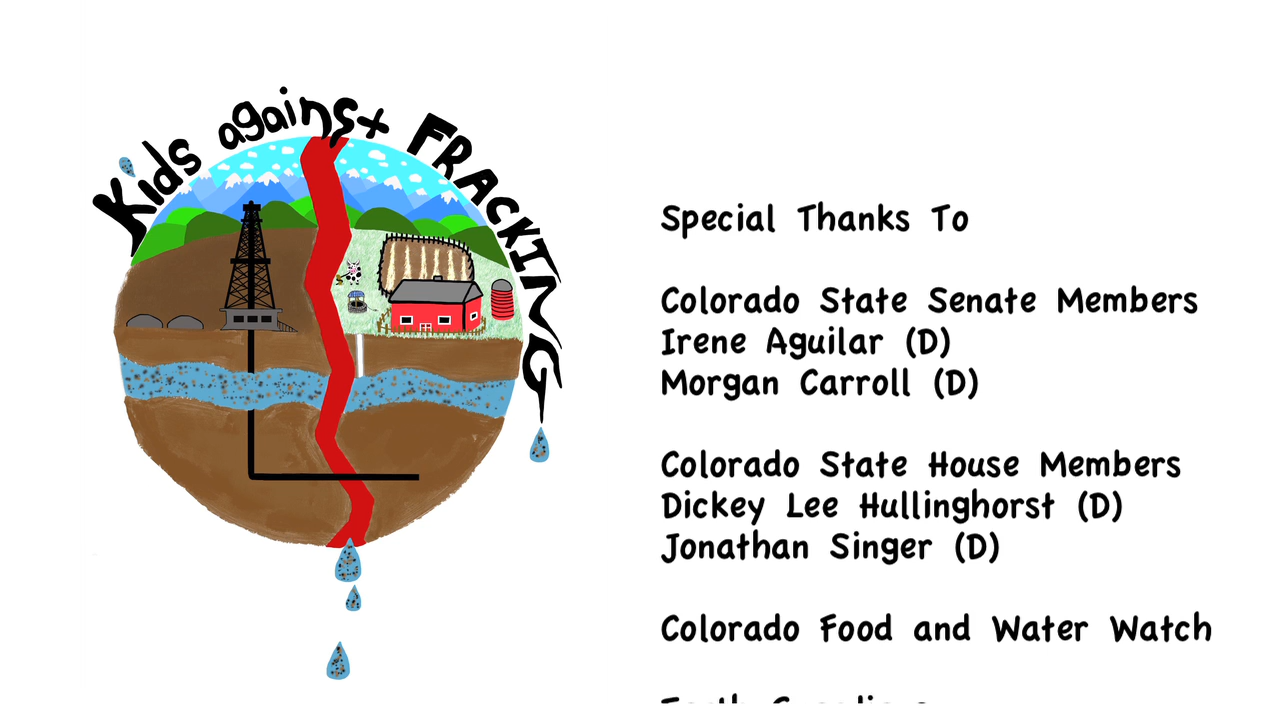 Kids against FRACKING
Special Thanks To
Colorado State Senate Members
Irene Aguilar (D)
Morgan Carroll (D)
Colorado State House Members
Dickey Lee Hullinghorst (D)
Jonathan Singer (D)
Colorado Food and Water Watch